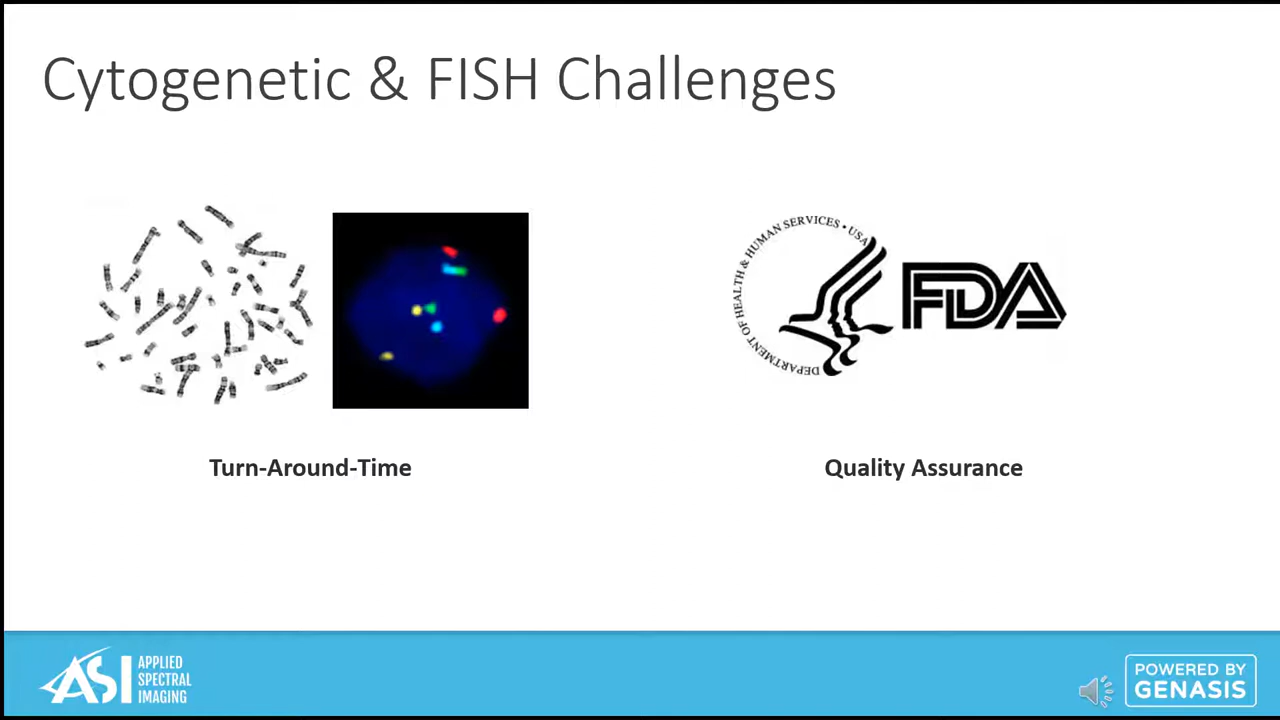 Cytogenetic & FISH Challenges
DEPARTMENT OF HEALTH & HUMAN SERVICES • USA
FDA
Turn-Around-Time
Quality Assurance
ASI
APPLIED
SPECTRAL
IMAGING
POWERED BY
GENASIS